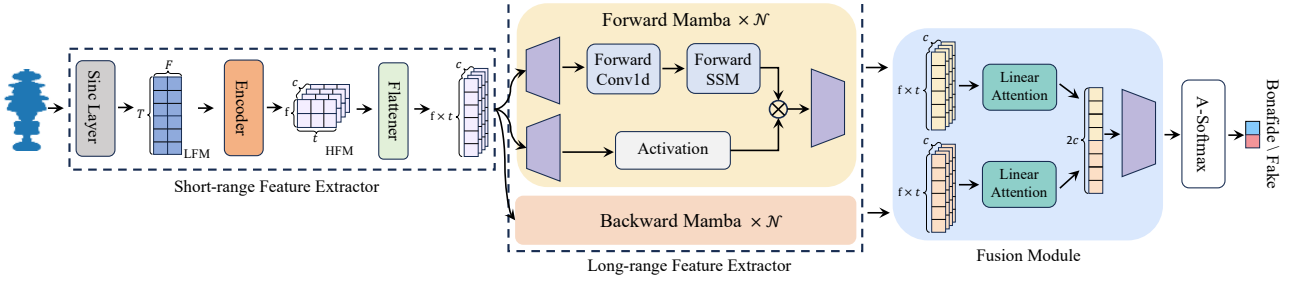 Sinc Layer
F
T
LFM
Encoder
c
f
t
HFM
Flattener
c
f × t
Short-range Feature Extractor
Forward Mamba × N
Forward
Conv1d
Forward
SSM
Activation
Backward Mamba × N
Long-range Feature Extractor
c
f × t
Linear
Attention
c
f × t
Linear
Attention
2c
Fusion Module
A-Softmax
Bonafide \ Fake